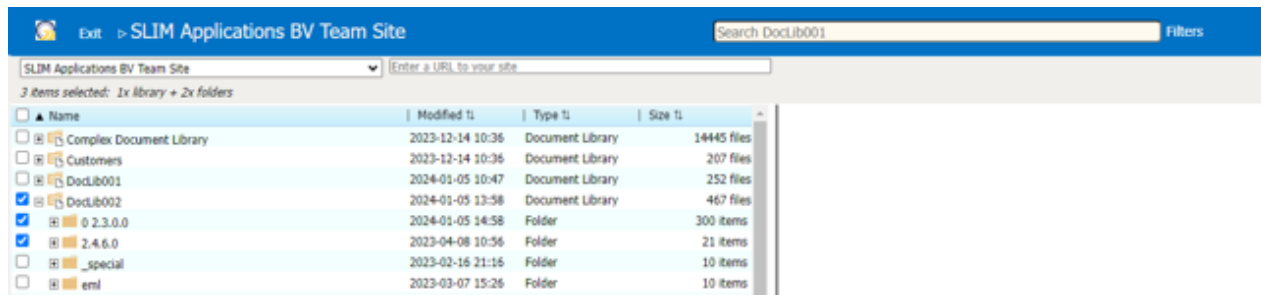 Exit ▹ SLIM Applications BV Team Site Search DocLib001 Filters
SLIM Applications BV Team Site Enter a URL to your site
3 items selected: 1x library + 2x folders
▲ Name | Modified ↑↓ | Type ↑↓ | Size ↑↓
Complex Document Library 2023-12-14 10:36 Document Library 14445 files
Customers 2023-12-14 10:36 Document Library 207 files
DocLib001 2024-01-05 10:47 Document Library 252 files
DocLib002 2024-01-05 13:58 Document Library 467 files
0 2.3.0.0 2024-01-05 14:58 Folder 300 items
2.4.6.0 2023-04-08 10:56 Folder 21 items
_special 2023-02-16 21:16 Folder 10 items
eml 2023-03-07 15:26 Folder 10 items